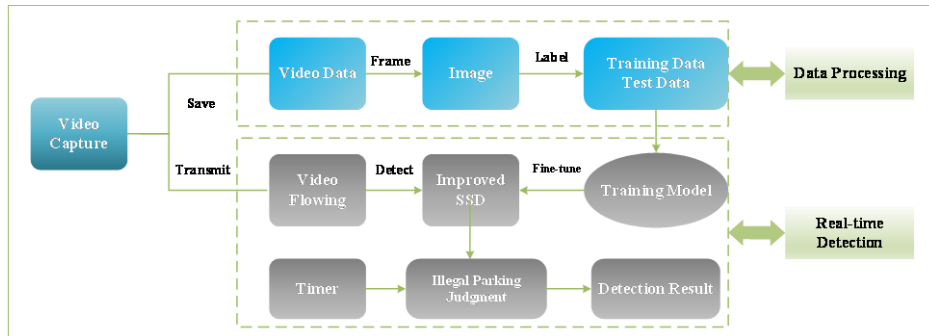 Video Data
Frame
Image
Label
Training Data
Test Data
Data Processing
Save
Video
Capture
Transmit
Video
Flowing
Detect
Improved
SSD
Fine-tune
Training Model
Real-time
Detection
Timer
Illegal Parking
Judgment
Detection Result